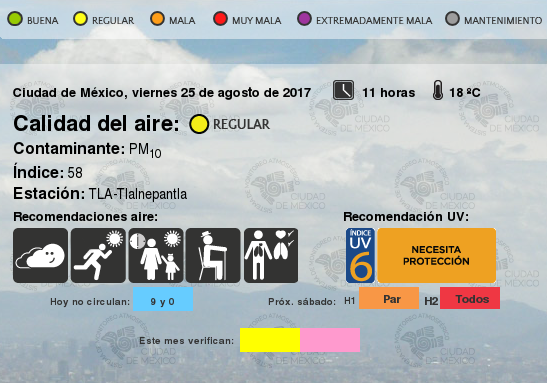 BUENA REGULAR MALA MUY MALA EXTREMADAMENTE MALA MANTENIMIENTO
Ciudad de México, viernes 25 de agosto de 2017 11 horas 18 ºC
Calidad del aire: REGULAR
Contaminante: PM10
Índice: 58
Estación: TLA-Tlalnepantla
Recomendaciones aire: Recomendación UV:
ÍNDICE
UV
6
NECESITA
PROTECCIÓN
Hoy no circulan: 9 y 0 Próx. sábado: H1 Par H2 Todos
Este mes verifican:
CIUDAD
DE MÉXICO